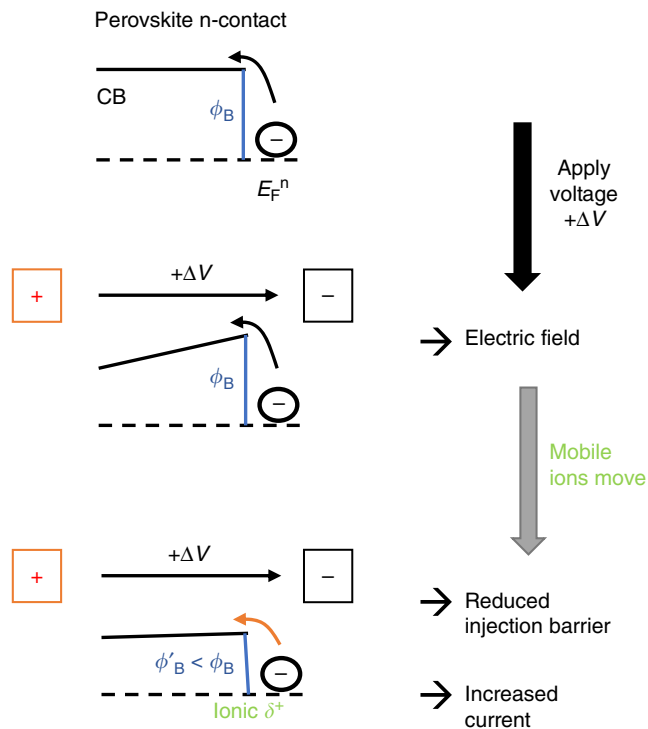 Perovskite n-contact
CB
ϕB
−
EFⁿ
Apply
voltage
+ΔV
+
+ΔV
−
→ Electric field
ϕB
−
Mobile
ions move
+
+ΔV
−
→ Reduced
injection barrier
ϕ′B < ϕB
−
Ionic δ⁺
→ Increased
current